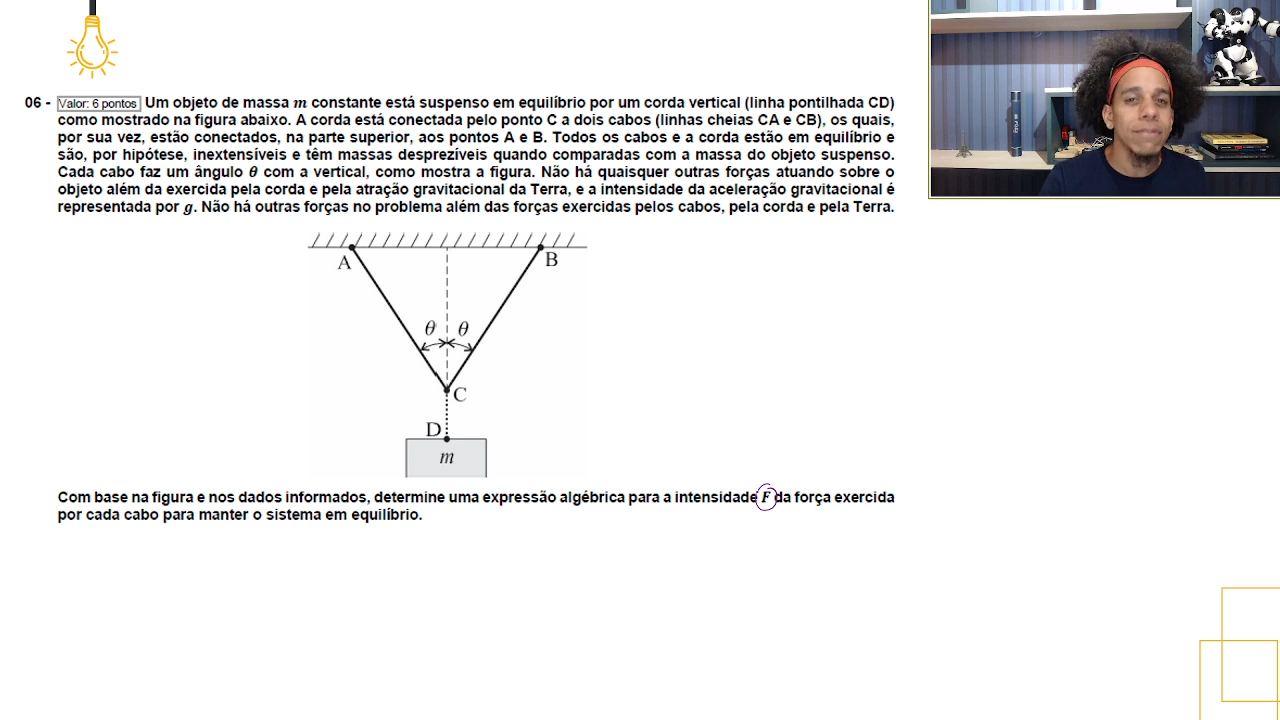 06 - Valor: 6 pontos Um objeto de massa m constante está suspenso em equilíbrio por um corda vertical (linha pontilhada CD)
como mostrado na figura abaixo. A corda está conectada pelo ponto C a dois cabos (linhas cheias CA e CB), os quais,
por sua vez, estão conectados, na parte superior, aos pontos A e B. Todos os cabos e a corda estão em equilíbrio e
são, por hipótese, inextensíveis e têm massas desprezíveis quando comparadas com a massa do objeto suspenso.
Cada cabo faz um ângulo θ com a vertical, como mostra a figura. Não há quaisquer outras forças atuando sobre o
objeto além da exercida pela corda e pela atração gravitacional da Terra, e a intensidade da aceleração gravitacional é
representada por g. Não há outras forças no problema além das forças exercidas pelos cabos, pela corda e pela Terra.
A B
θ θ
C
D
m
Com base na figura e nos dados informados, determine uma expressão algébrica para a intensidade F da força exercida
por cada cabo para manter o sistema em equilíbrio.